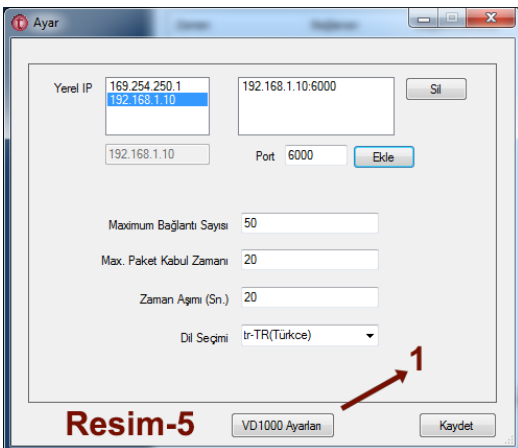 Ayar
Yerel IP
169.254.250.1
192.168.1.10
192.168.1.10:6000
Sil
192.168.1.10
Port
6000
Ekle
Maximum Bağlantı Sayısı
50
Max. Paket Kabul Zamanı
20
Zaman Aşımı (Sn.)
20
Dil Seçimi
tr-TR(Türkce)
1
Resim-5
VD1000 Ayarları
Kaydet